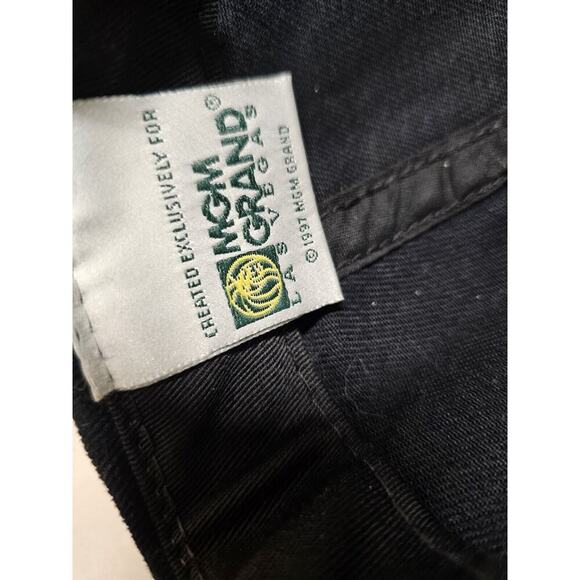 CREATED EXCLUSIVELY FOR
MGM
GRAND®
LAS VEGAS
©1997 MGM GRAND